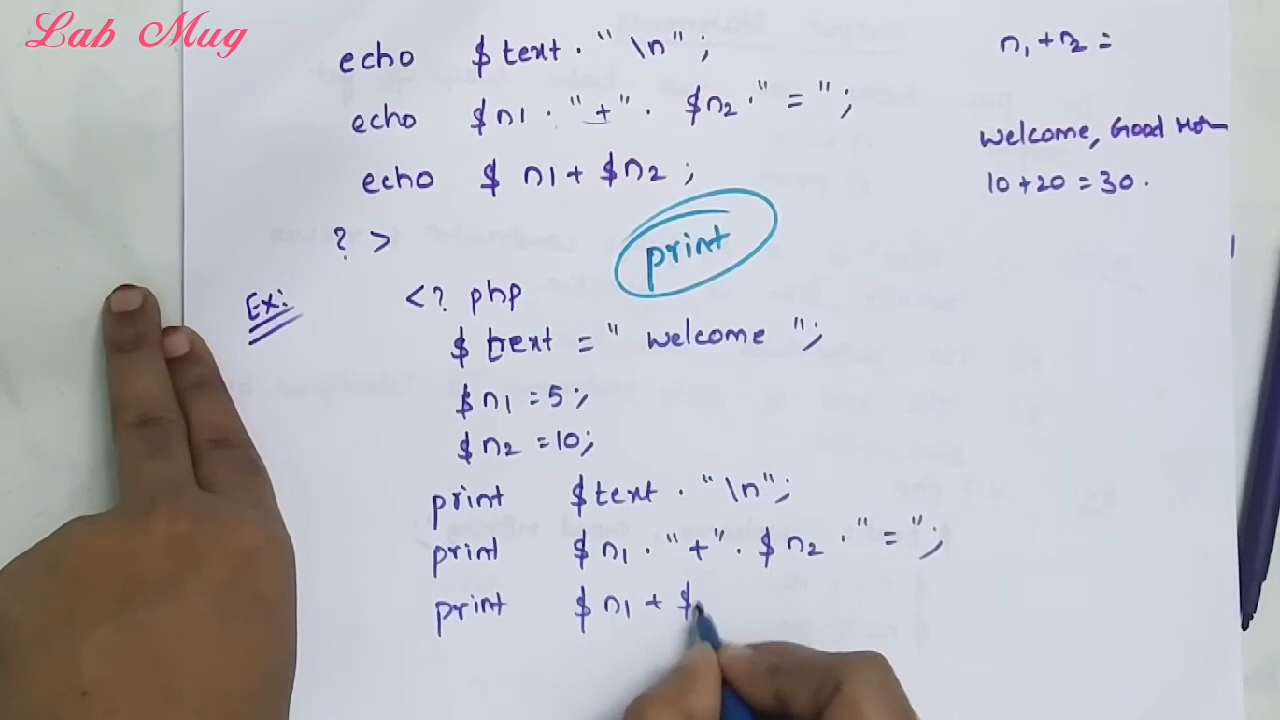 Lab Mug
echo $text . "\n";
echo $n1 . "+" . $n2 . "=";
echo $n1 + $n2;
?>
n1 + n2 =
Welcome, Good
10 + 20 = 30.
print
Ex:
<? php
$text = "Welcome";
$n1 = 5;
$n2 = 10;
print $text . "\n";
print $n1 . "+" . $n2 . "=";
print $n1 + $